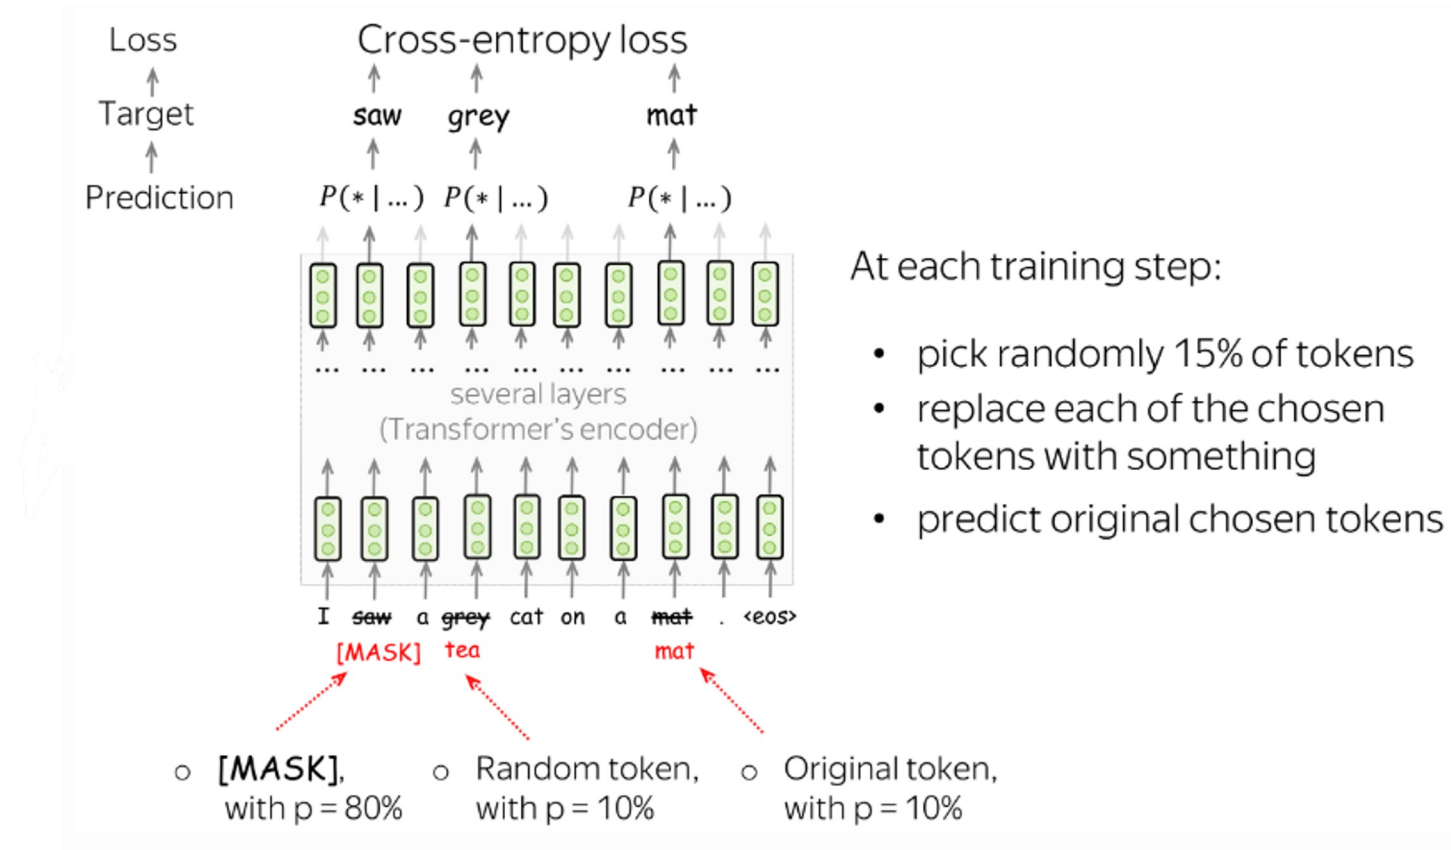 Loss Cross-entropy loss
Target saw grey mat
Prediction P(* | ...) P(* | ...) P(* | ...)
At each training step:
• pick randomly 15% of tokens
• replace each of the chosen
tokens with something
• predict original chosen tokens
... ... ... ... ... ... ... ... ... ...
several layers
(Transformer's encoder)
I saw a grey cat on a mat . <eos>
[MASK] tea mat
○ [MASK],
with p = 80%
○ Random token,
with p = 10%
○ Original token,
with p = 10%